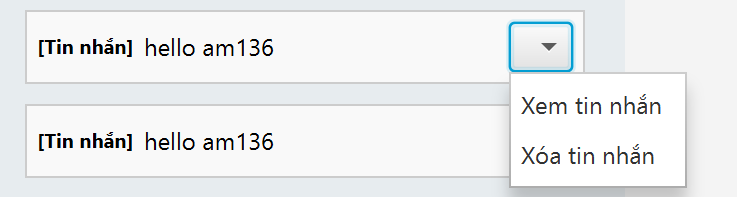 [Tin nhắn] hello am136
Xem tin nhắn
[Tin nhắn] hello am136
Xóa tin nhắn